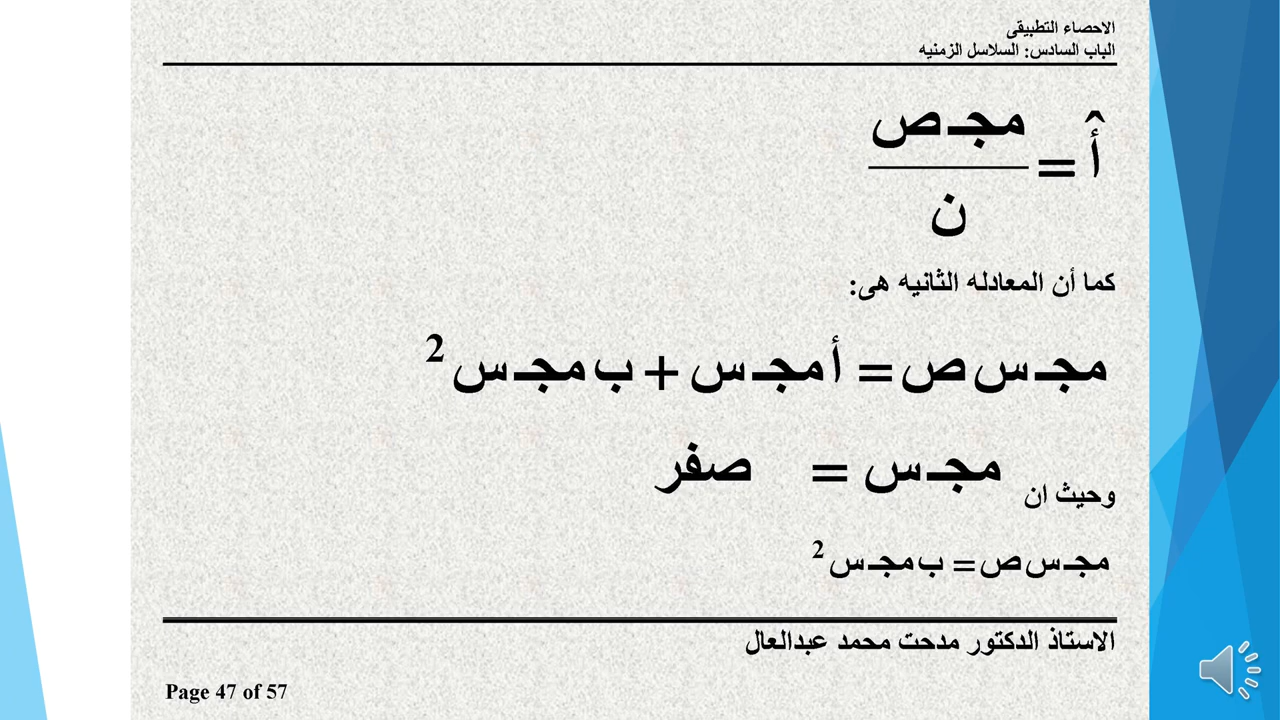 الاحصاء التطبيقى
الباب السادس: السلاسل الزمنيه
أ̂ = مجـ ص / ن
كما أن المعادله الثانيه هى:
مجـ س ص = أ مجـ س + ب مجـ س²
وحيث ان مجـ س = صفر
مجـ س ص = ب مجـ س²
الاستاذ الدكتور مدحت محمد عبدالعال
Page 47 of 57